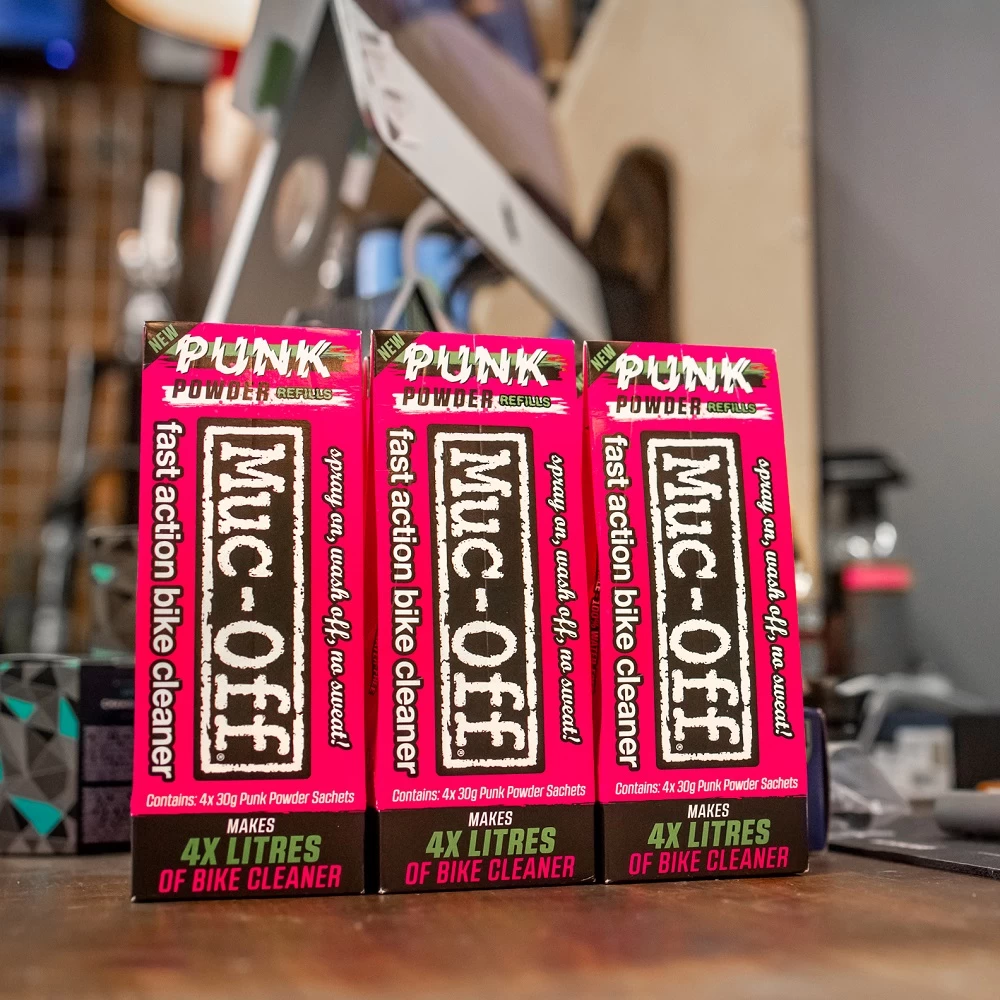 NEW
PUNK
POWDER REFILLS
fast action bike cleaner
Muc-Off®
spray on, wash off, no sweat!
Contains: 4x 30g Punk Powder Sachets
MAKES
4X LITRES
OF BIKE CLEANER
NEW
PUNK
POWDER REFILLS
fast action bike cleaner
Muc-Off®
spray on, wash off, no sweat!
Contains: 4x 30g Punk Powder Sachets
MAKES
4X LITRES
OF BIKE CLEANER
NEW
PUNK
POWDER REFILLS
fast action bike cleaner
Muc-Off®
spray on, wash off, no sweat!
Contains: 4x 30g Punk Powder Sachets
MAKES
4X LITRES
OF BIKE CLEANER